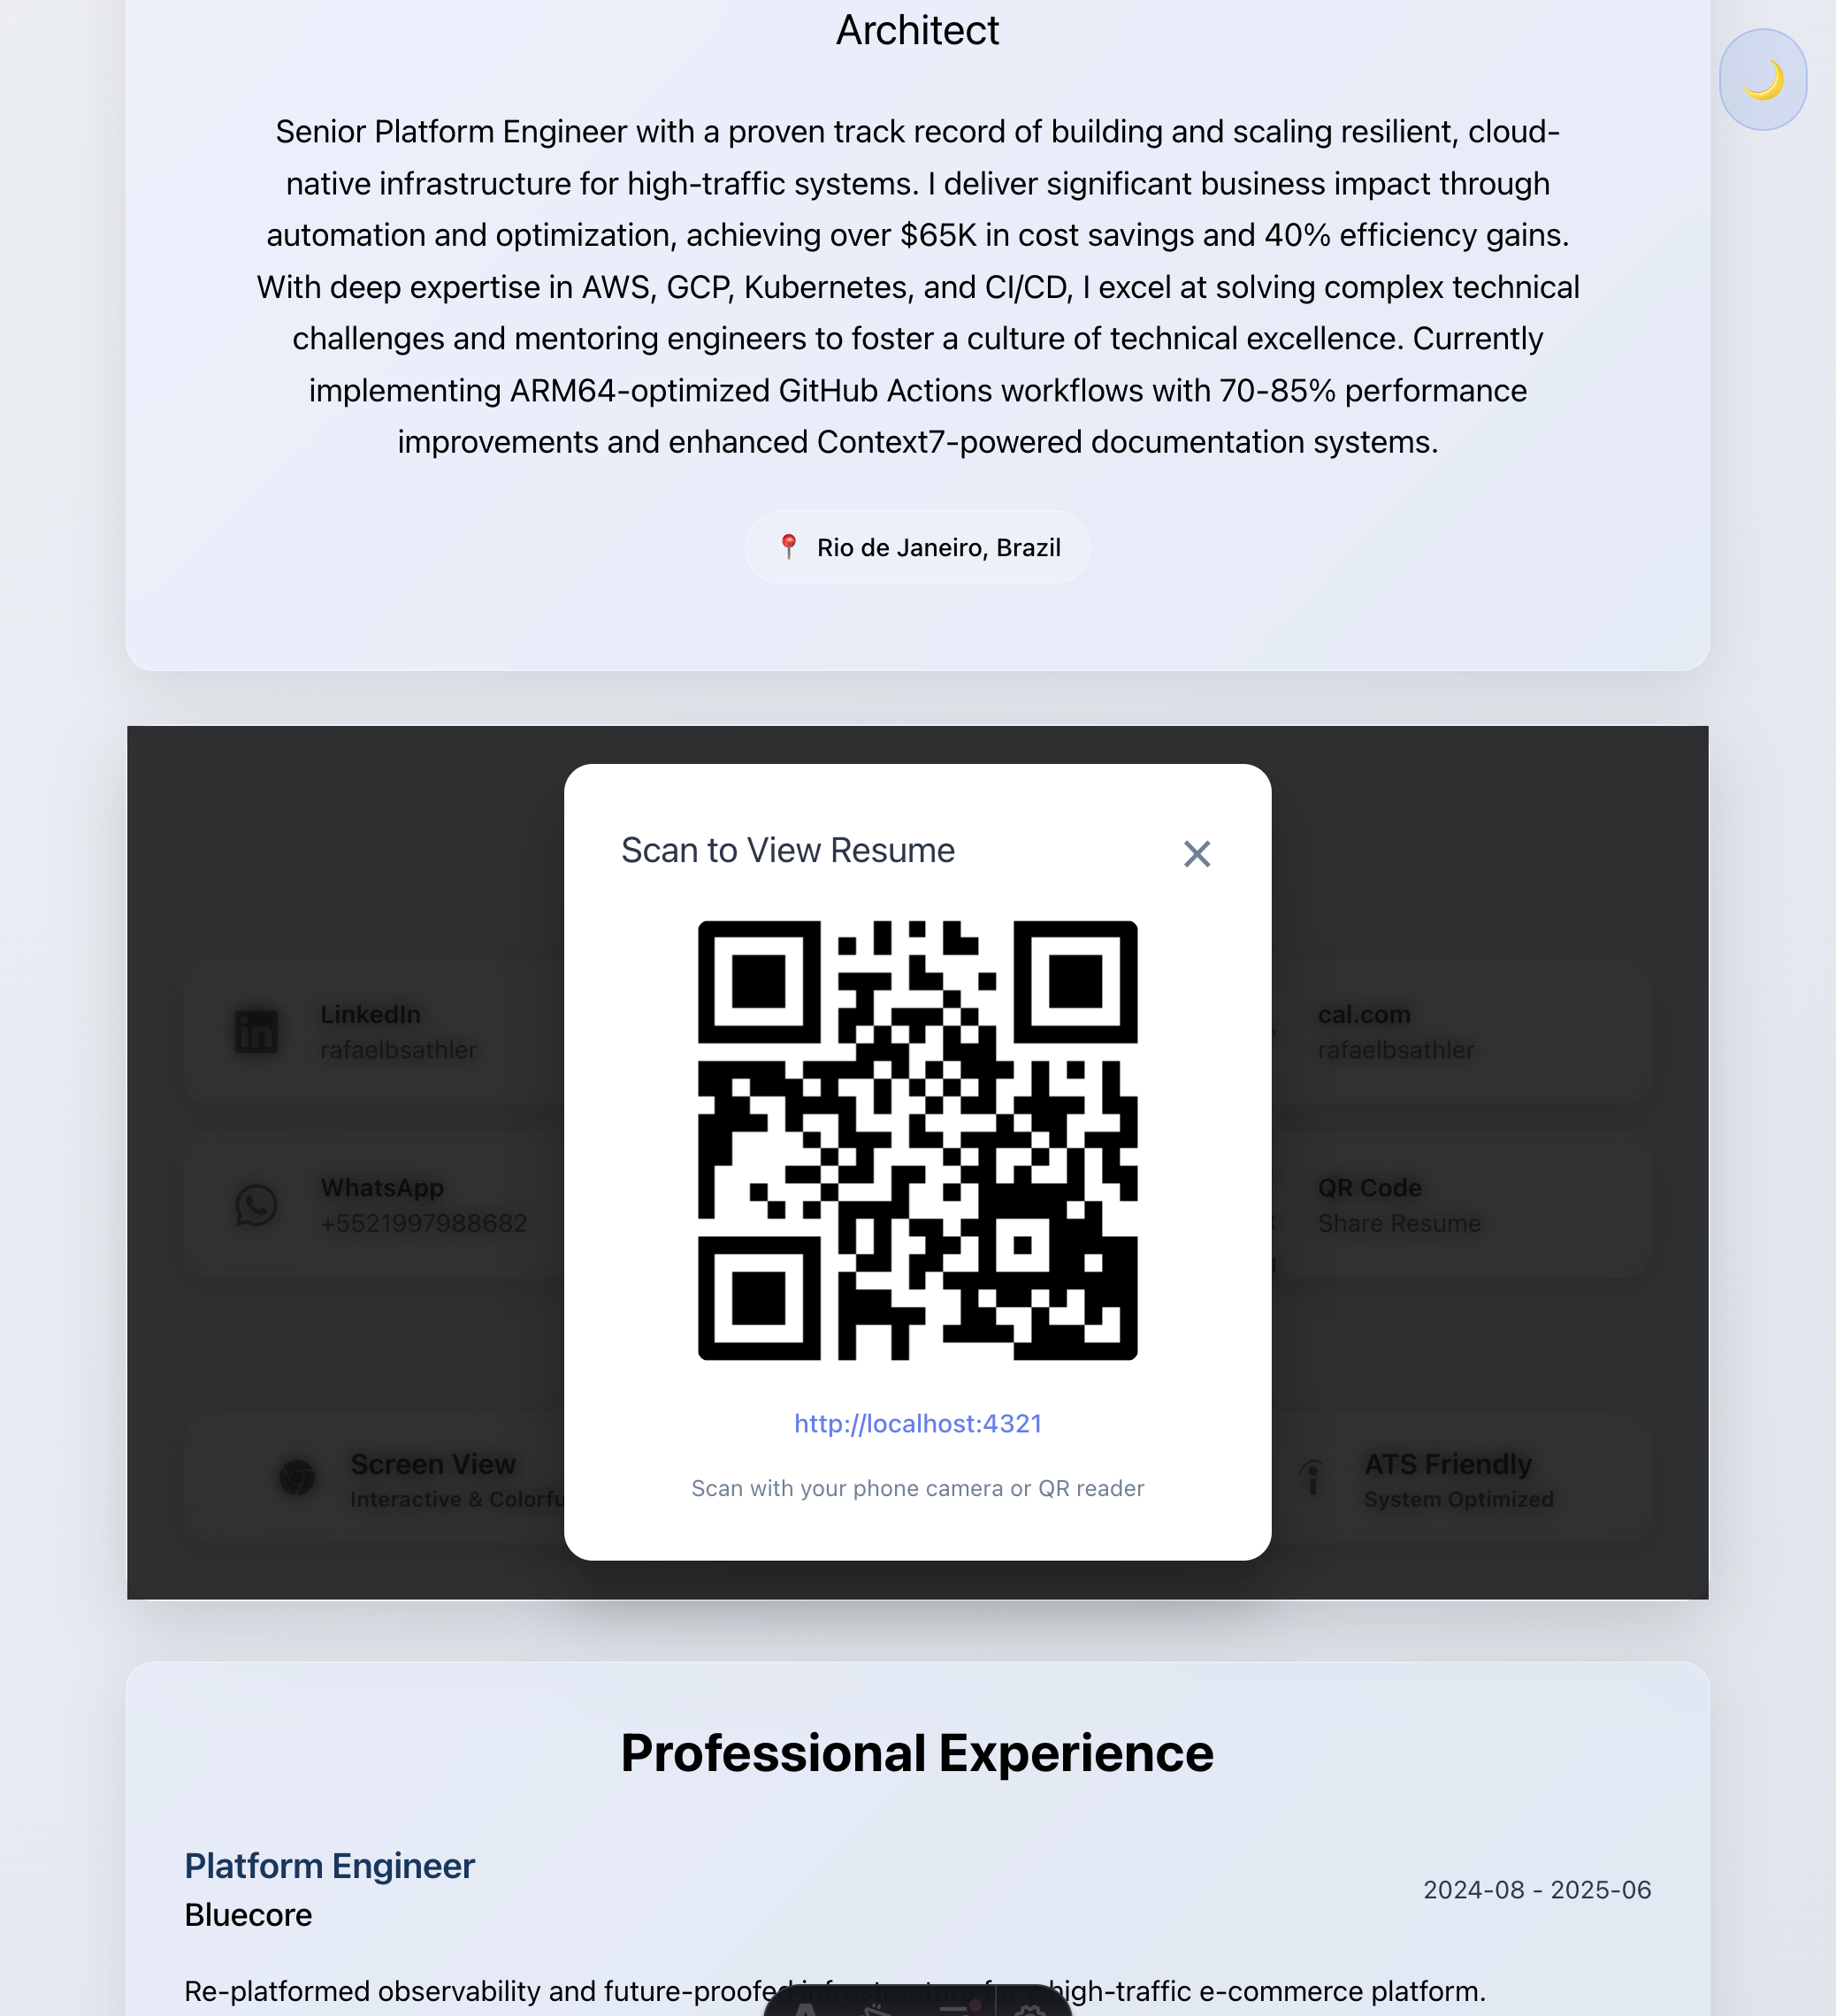 Architect
Senior Platform Engineer with a proven track record of building and scaling resilient, cloud-
native infrastructure for high-traffic systems. I deliver significant business impact through
automation and optimization, achieving over $65K in cost savings and 40% efficiency gains.
With deep expertise in AWS, GCP, Kubernetes, and CI/CD, I excel at solving complex technical
challenges and mentoring engineers to foster a culture of technical excellence. Currently
implementing ARM64-optimized GitHub Actions workflows with 70-85% performance
improvements and enhanced Context7-powered documentation systems.
Rio de Janeiro, Brazil
Scan to View Resume
LinkedIn
rafaelbsathler
cal.com
rafaelbsathler
WhatsApp
+5521997988682
QR Code
Share Resume
http://localhost:4321
Screen View
Interactive & Colorfu
ATS Friendly
System Optimized
Scan with your phone camera or QR reader
Professional Experience
Platform Engineer
2024-08 - 2025-06
Bluecore
Re-platformed observability and future-proofed infrastructure for a high-traffic e-commerce platform.